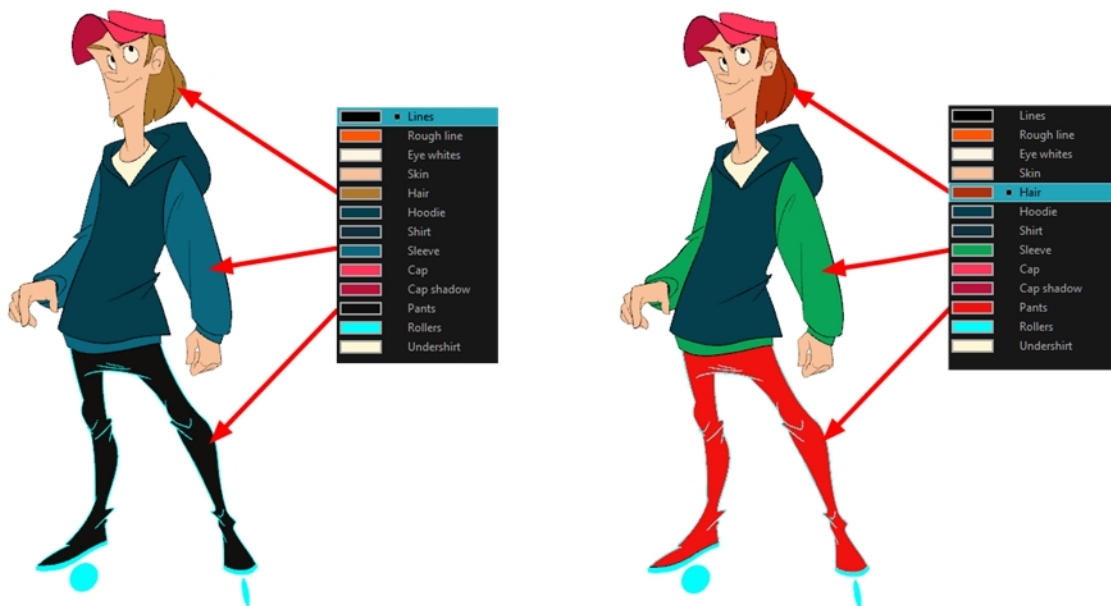 Lines
Rough line
Eye whites
Skin
Hair
Hoodie
Shirt
Sleeve
Cap
Cap shadow
Pants
Rollers
Undershirt
Lines
Rough line
Eye whites
Skin
Hair
Hoodie
Shirt
Sleeve
Cap
Cap shadow
Pants
Rollers
Undershirt